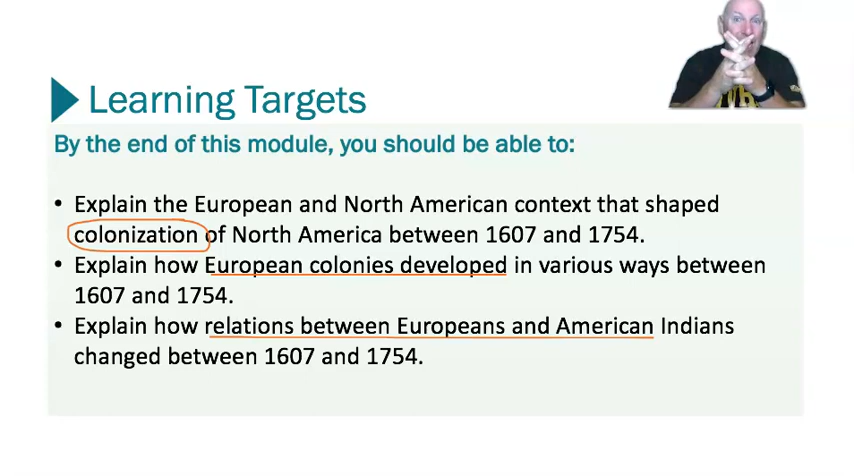 Learning Targets
By the end of this module, you should be able to:
• Explain the European and North American context that shaped
colonization of North America between 1607 and 1754.
• Explain how European colonies developed in various ways between
1607 and 1754.
• Explain how relations between Europeans and American Indians
changed between 1607 and 1754.